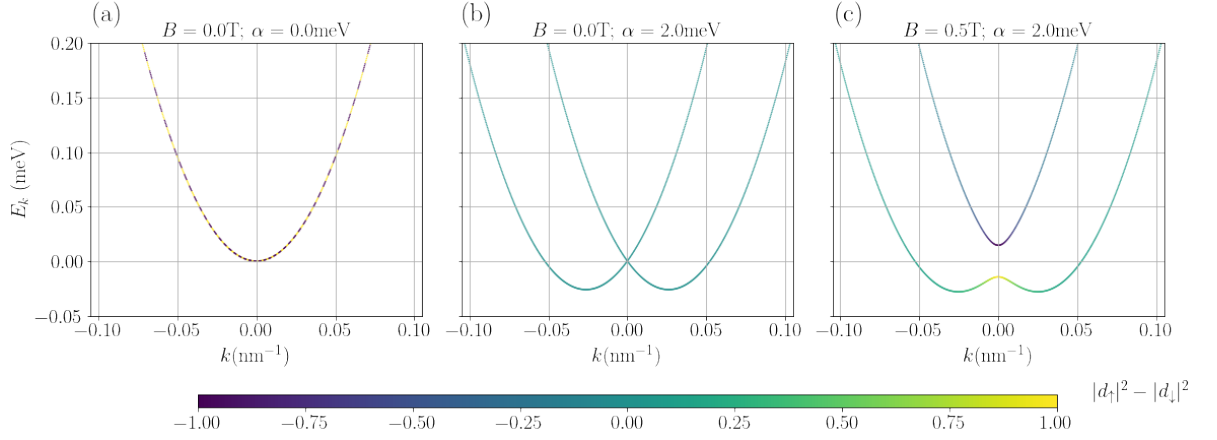 (a)
B = 0.0T; α = 0.0meV
(b)
B = 0.0T; α = 2.0meV
(c)
B = 0.5T; α = 2.0meV
E_k (meV)
0.20
0.15
0.10
0.05
0.00
−0.05
−0.10 −0.05 0.00 0.05 0.10
k(nm⁻¹)
−0.10 −0.05 0.00 0.05 0.10
k(nm⁻¹)
−0.10 −0.05 0.00 0.05 0.10
k(nm⁻¹)
|d↑|² − |d↓|²
−1.00 −0.75 −0.50 −0.25 0.00 0.25 0.50 0.75 1.00